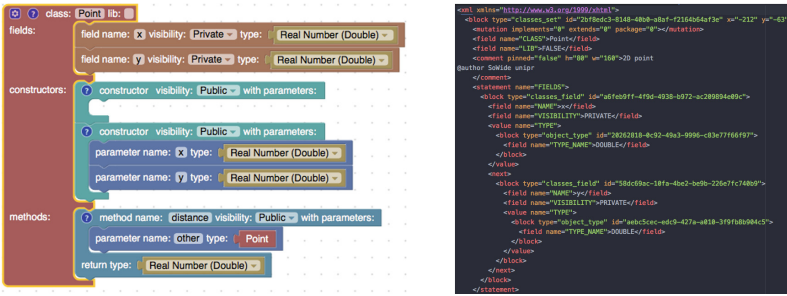 class: Point lib:
fields:
field name: x visibility: Private type: Real Number (Double)
field name: y visibility: Private type: Real Number (Double)
constructors:
constructor visibility: Public with parameters:
constructor visibility: Public with parameters:
parameter name: x type: Real Number (Double)
parameter name: y type: Real Number (Double)
methods:
method name: distance visibility: Public with parameters:
parameter name: other type: Point
return type: Real Number (Double)
<xml xmlns="http://www.w3.org/1999/xhtml">
<block type="classes_set" id="2bf8edc3-8148-40b0-a8af-f2164b64af3e" x="-212" y="-63"
<mutation implements="0" extends="0" package="0"></mutation>
<field name="CLASS">Point</field>
<field name="LIB">FALSE</field>
<comment pinned="false" h="80" w="160">2D point
@author SoWide unipr
</comment>
<statement name="FIELDS">
<block type="classes_field" id="a6feb9ff-4f9d-4938-b972-ac209894e09c">
<field name="NAME">x</field>
<field name="VISIBILITY">PRIVATE</field>
<value name="TYPE">
<block type="object_type" id="20262818-0c92-49a3-9996-c83e77f66f97">
<field name="TYPE_NAME">DOUBLE</field>
</block>
</value>
<next>
<block type="classes_field" id="58dc69ac-10fa-4be2-be9b-226e7fc740b9">
<field name="NAME">y</field>
<field name="VISIBILITY">PRIVATE</field>
<value name="TYPE">
<block type="object_type" id="aebc5cec-edc9-427a-a010-3f9fb8b904c5">
<field name="TYPE_NAME">DOUBLE</field>
</block>
</value>
</block>
</next>
</block>
</statement>